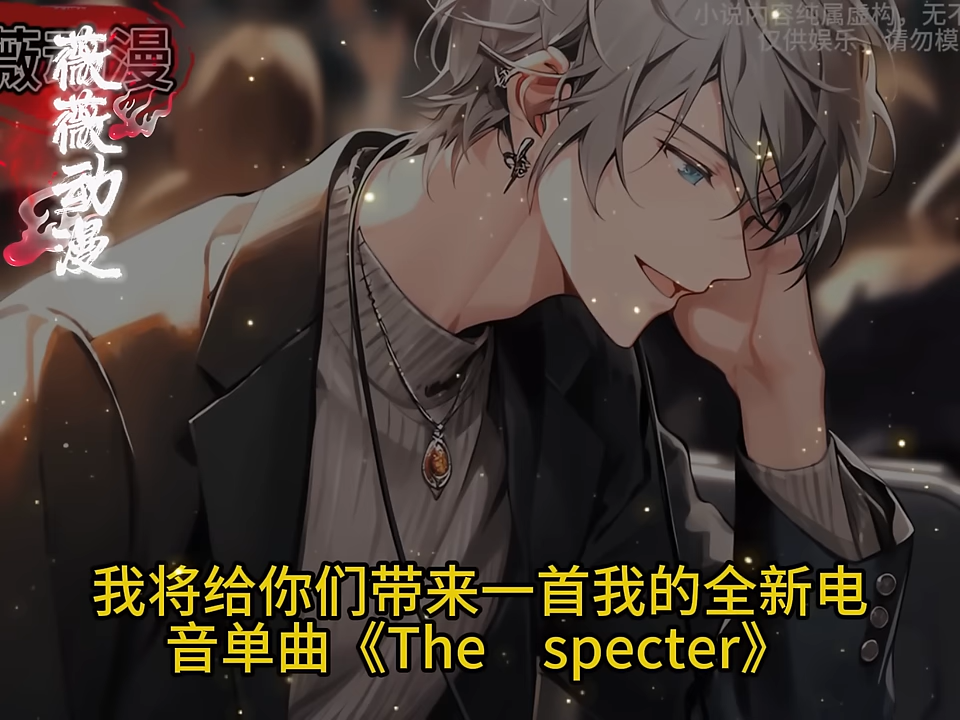 小说内容纯属虚构，无不
仅供娱乐 请勿模
薇 漫
薇薇动漫
我将给你们带来一首我的全新电
音单曲《The specter》